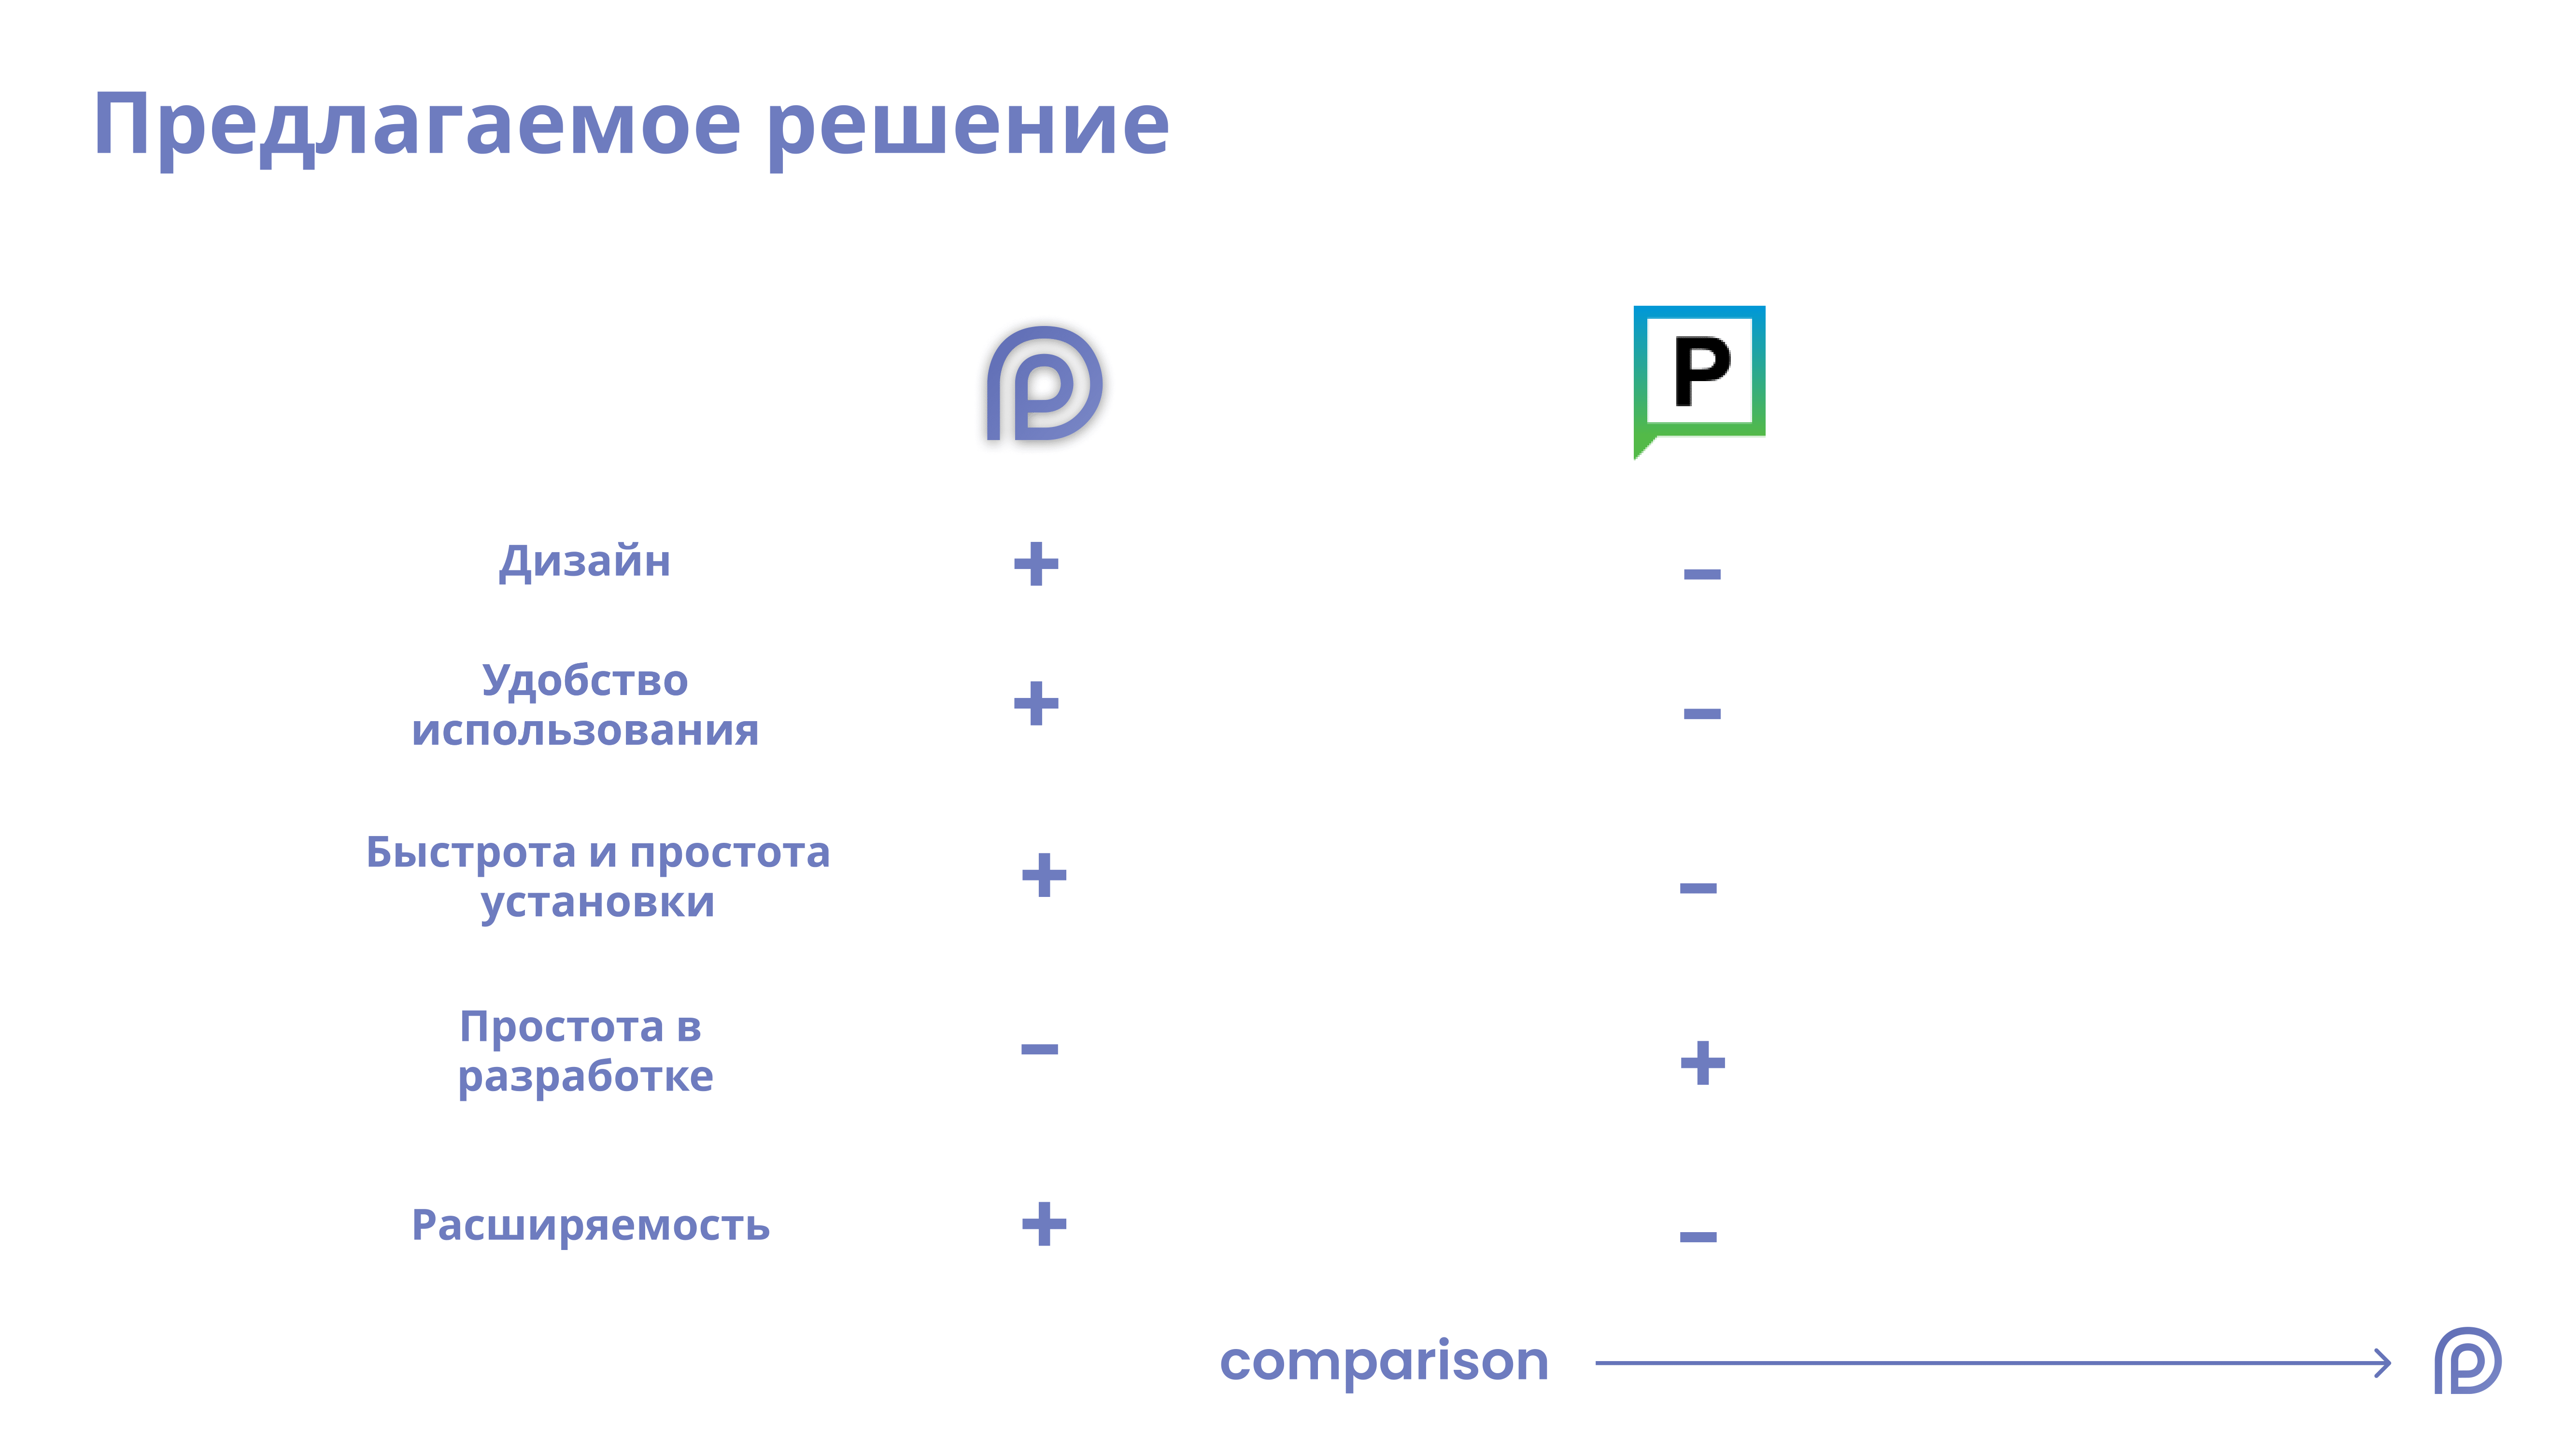 Предлагаемое решение
P
Дизайн + –
Удобство
использования + –
Быстрота и простота
установки + –
Простота в
разработке – +
Расширяемость + –
comparison